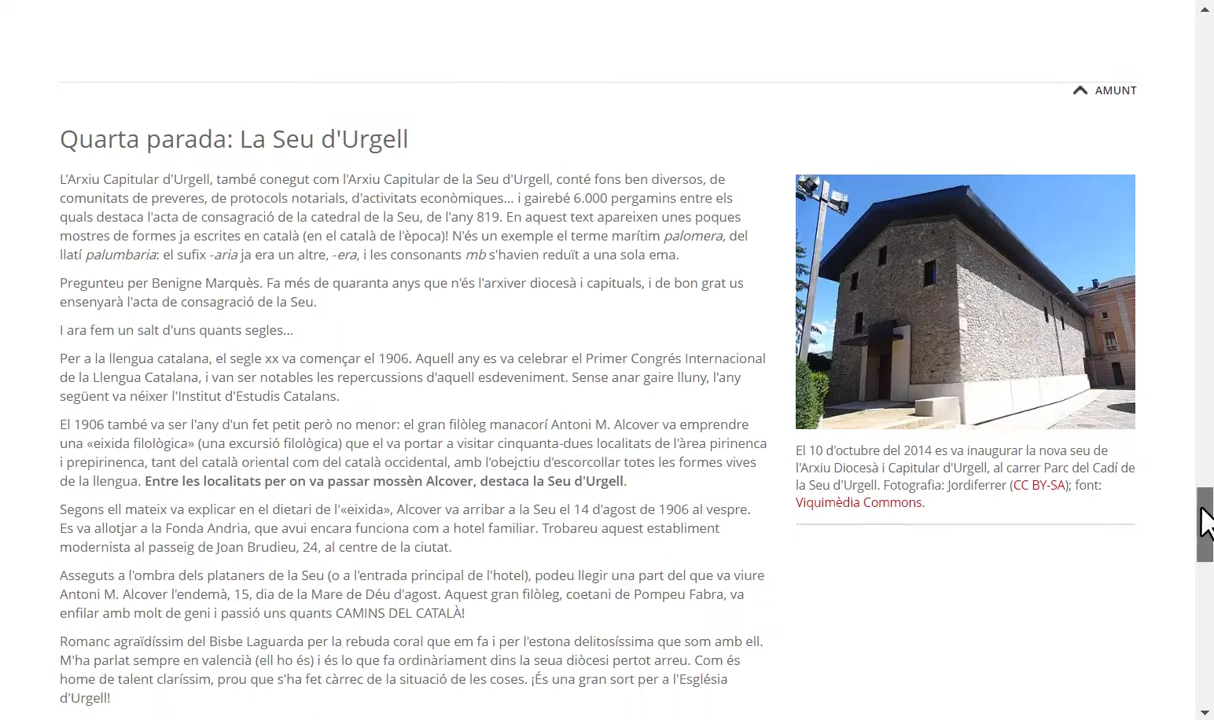 AMUNT
Quarta parada: La Seu d'Urgell
L'Arxiu Capitular d'Urgell, també conegut com l'Arxiu Capitular de la Seu d'Urgell, conté fons ben diversos, de
comunitats de preveres, de protocols notarials, d'activitats econòmiques... i gairebé 6.000 pergamins entre els
quals destaca l'acta de consagració de la catedral de la Seu, de l'any 819. En aquest text apareixen unes poques
mostres de formes ja escrites en català (en el català de l'època)! N'és un exemple el terme marítim palomera, del
llatí palumbaria: el sufix -aria ja era un altre, -era, i les consonants mb s'havien reduït a una sola ema.
Pregunteu per Benigne Marquès. Fa més de quaranta anys que n'és l'arxiver diocesà i capituals, i de bon grat us
ensenyarà l'acta de consagració de la Seu.
I ara fem un salt d'uns quants segles...
Per a la llengua catalana, el segle xx va començar el 1906. Aquell any es va celebrar el Primer Congrés Internacional
de la Llengua Catalana, i van ser notables les repercussions d'aquell esdeveniment. Sense anar gaire lluny, l'any
següent va néixer l'Institut d'Estudis Catalans.
El 1906 també va ser l'any d'un fet petit però no menor: el gran filòleg manacorí Antoni M. Alcover va emprendre
una «eixida filològica» (una excursió filològica) que el va portar a visitar cinquanta-dues localitats de l'àrea pirinenca
i prepirinenca, tant del català oriental com del català occidental, amb l'obejctiu d'escorcollar totes les formes vives
de la llengua. Entre les localitats per on va passar mossèn Alcover, destaca la Seu d'Urgell.
Segons ell mateix va explicar en el dietari de l'«eixida», Alcover va arribar a la Seu el 14 d'agost de 1906 al vespre.
Es va allotjar a la Fonda Andria, que avui encara funciona com a hotel familiar. Trobareu aquest establiment
modernista al passeig de Joan Brudieu, 24, al centre de la ciutat.
Asseguts a l'ombra dels plataners de la Seu (o a l'entrada principal de l'hotel), podeu llegir una part del que va viure
Antoni M. Alcover l'endemà, 15, dia de la Mare de Déu d'agost. Aquest gran filòleg, coetani de Pompeu Fabra, va
enfilar amb molt de geni i passió uns quants CAMINS DEL CATALÀ!
Romanc agraïdíssim del Bisbe Laguarda per la rebuda coral que em fa i per l'estona delitosíssima que som amb ell.
M'ha parlat sempre en valencià (ell ho és) i és lo que fa ordinàriament dins la seua diòcesi pertot arreu. Com és
home de talent claríssim, prou que s'ha fet càrrec de la situació de les coses. ¡És una gran sort per a l'Església
d'Urgell!
El 10 d'octubre del 2014 es va inaugurar la nova seu de
l'Arxiu Diocesà i Capitular d'Urgell, al carrer Parc del Cadí de
la Seu d'Urgell. Fotografia: Jordiferrer (CC BY-SA); font:
Viquimèdia Commons.